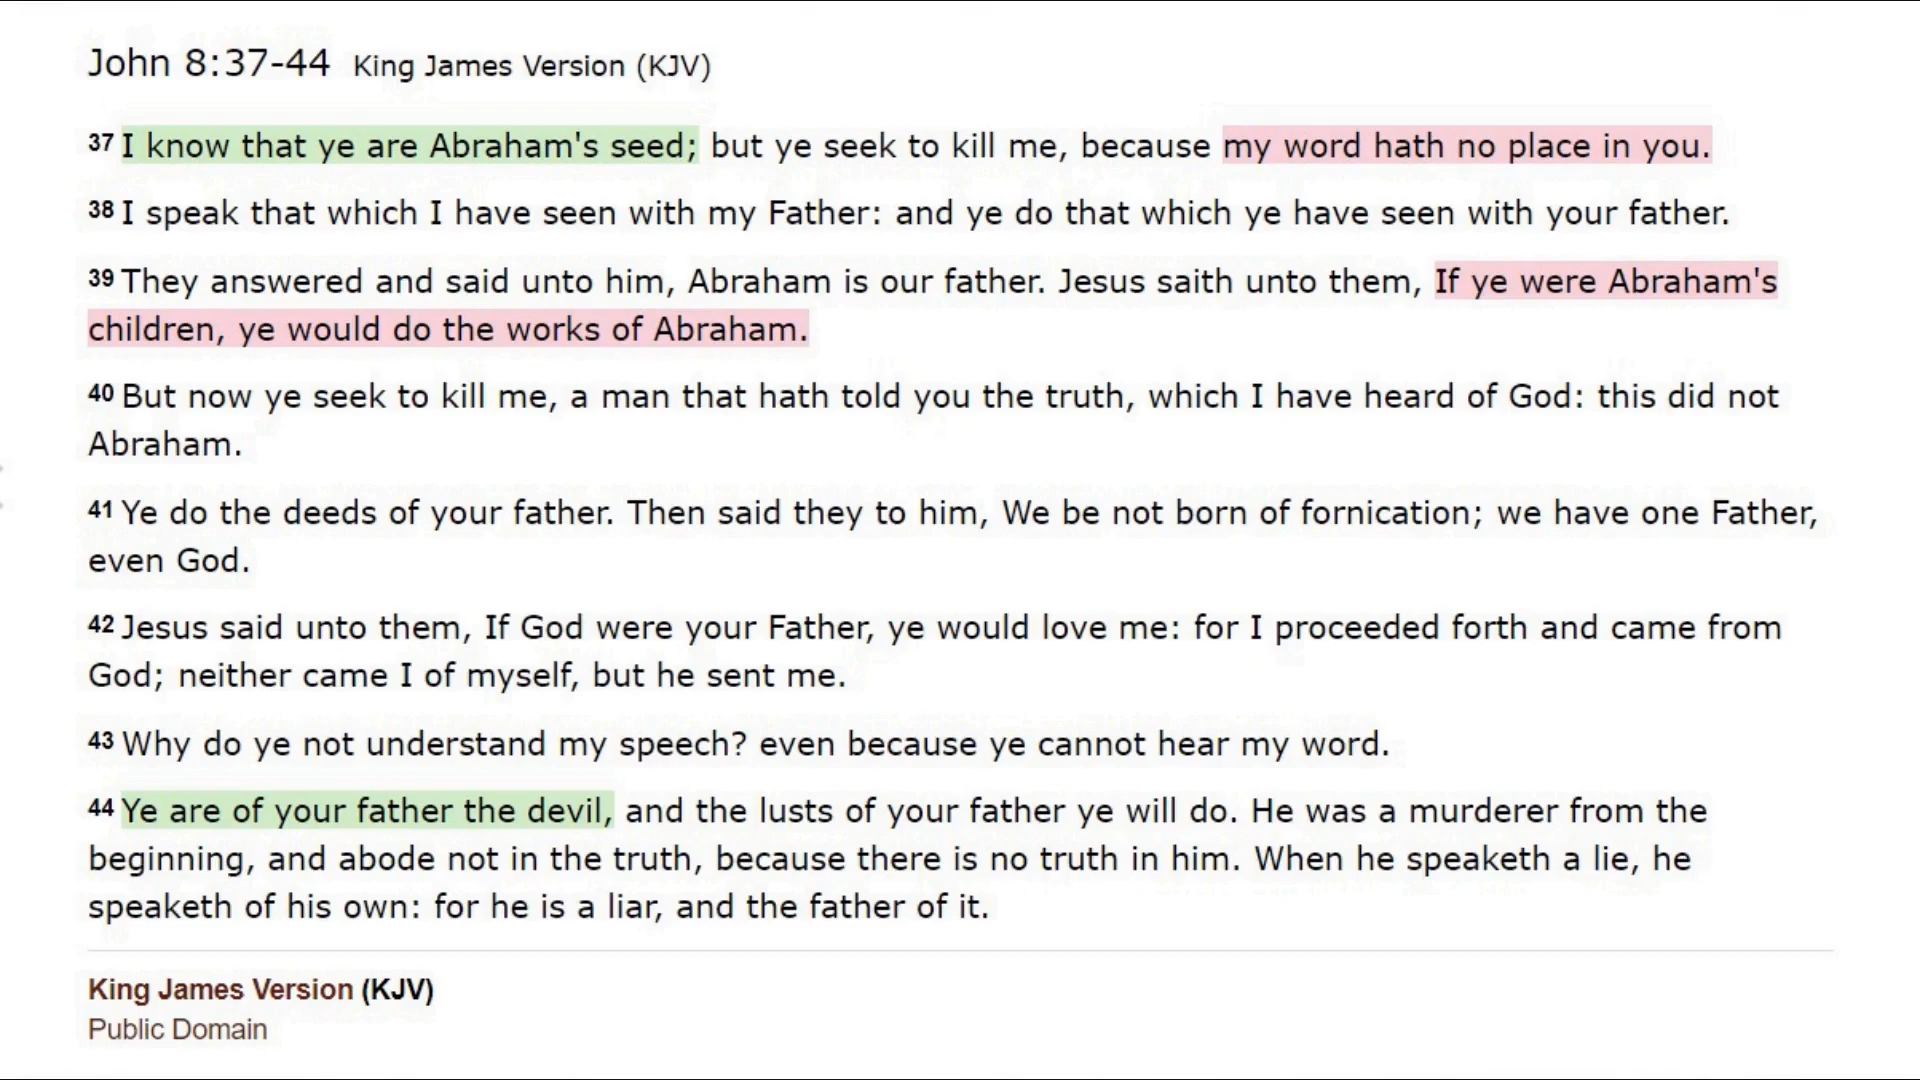 John 8:37-44 King James Version (KJV)
37 I know that ye are Abraham's seed; but ye seek to kill me, because my word hath no place in you.
38 I speak that which I have seen with my Father: and ye do that which ye have seen with your father.
39 They answered and said unto him, Abraham is our father. Jesus saith unto them, If ye were Abraham's
children, ye would do the works of Abraham.
40 But now ye seek to kill me, a man that hath told you the truth, which I have heard of God: this did not
Abraham.
41 Ye do the deeds of your father. Then said they to him, We be not born of fornication; we have one Father,
even God.
42 Jesus said unto them, If God were your Father, ye would love me: for I proceeded forth and came from
God; neither came I of myself, but he sent me.
43 Why do ye not understand my speech? even because ye cannot hear my word.
44 Ye are of your father the devil, and the lusts of your father ye will do. He was a murderer from the
beginning, and abode not in the truth, because there is no truth in him. When he speaketh a lie, he
speaketh of his own: for he is a liar, and the father of it.
King James Version (KJV)
Public Domain